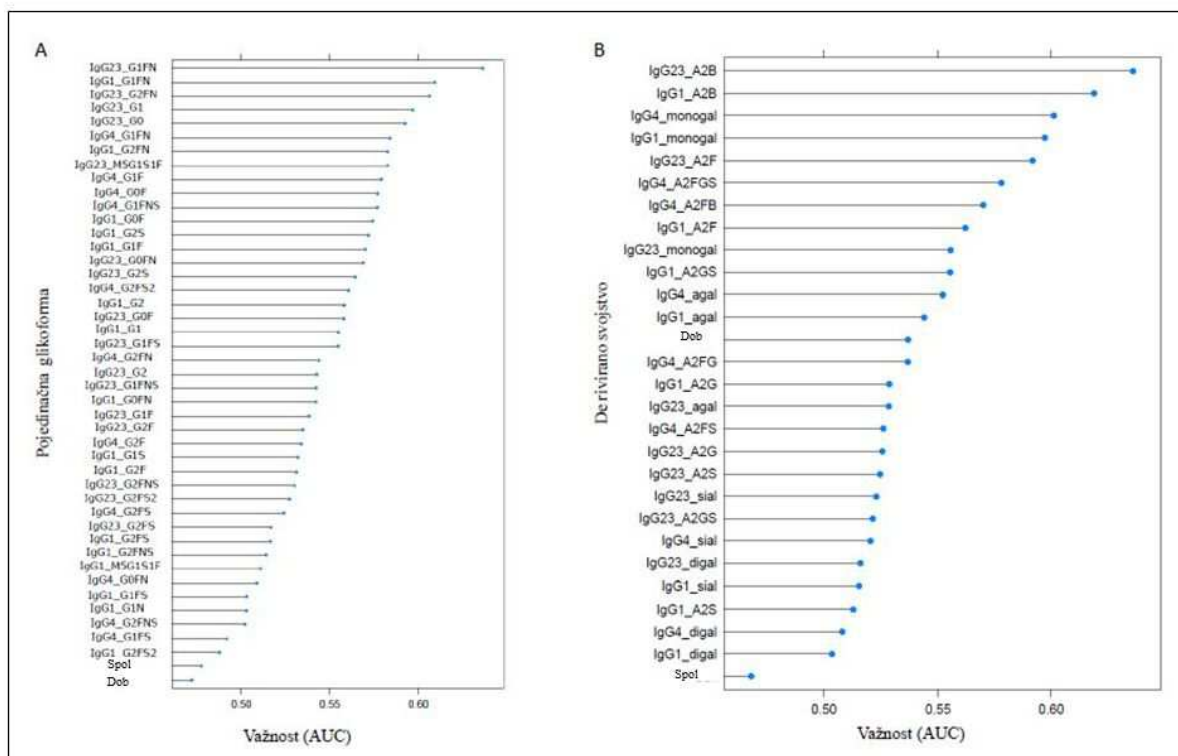 A
Pojedinačna glikoforma
IgG23_G1FN
IgG1_G1FN
IgG23_G2FN
IgG23_G1
IgG23_G0
IgG4_G1FN
IgG1_G2FN
IgG23_M5G1S1F
IgG4_G1F
IgG4_G0F
IgG4_G1FNS
IgG1_G0F
IgG1_G2S
IgG1_G1F
IgG23_G0FN
IgG23_G2S
IgG4_G2FS2
IgG1_G2
IgG23_G0F
IgG1_G1
IgG23_G1FS
IgG4_G2FN
IgG23_G2
IgG23_G1FNS
IgG1_G0FN
IgG23_G1F
IgG23_G2F
IgG4_G2F
IgG1_G1S
IgG1_G2F
IgG23_G2FNS
IgG23_G2FS2
IgG4_G2FS
IgG23_G2FS
IgG1_G2FS
IgG1_G2FNS
IgG1_M5G1S1F
IgG4_G0FN
IgG1_G1FS
IgG1_G1N
IgG4_G2FNS
IgG4_G1FS
IgG1_G2FS2
Spol
Dob
0.50 0.55 0.60
Važnost (AUC)
B
Derivirano svojstvo
IgG23_A2B
IgG1_A2B
IgG4_monogal
IgG1_monogal
IgG23_A2F
IgG4_A2FGS
IgG4_A2FB
IgG1_A2F
IgG23_monogal
IgG1_A2GS
IgG4_agal
IgG1_agal
Dob
IgG4_A2FG
IgG1_A2G
IgG23_agal
IgG4_A2FS
IgG23_A2G
IgG23_A2S
IgG23_sial
IgG23_A2GS
IgG4_sial
IgG23_digal
IgG1_sial
IgG1_A2S
IgG4_digal
IgG1_digal
Spol
0.50 0.55 0.60
Važnost (AUC)